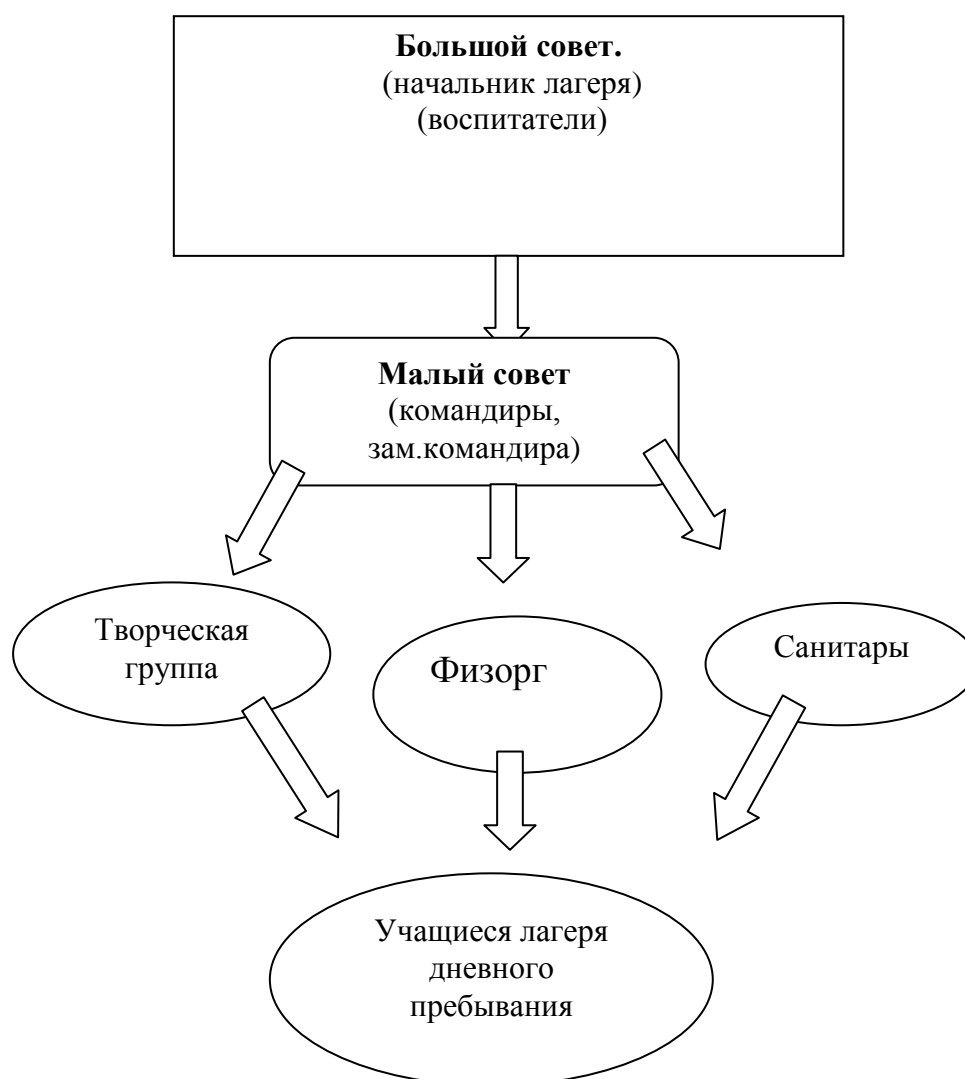 Большой совет.
(начальник лагеря)
(воспитатели)
Малый совет
(командиры,
зам.командира)
Творческая
группа
Физорг
Санитары
Учащиеся лагеря
дневного
пребывания